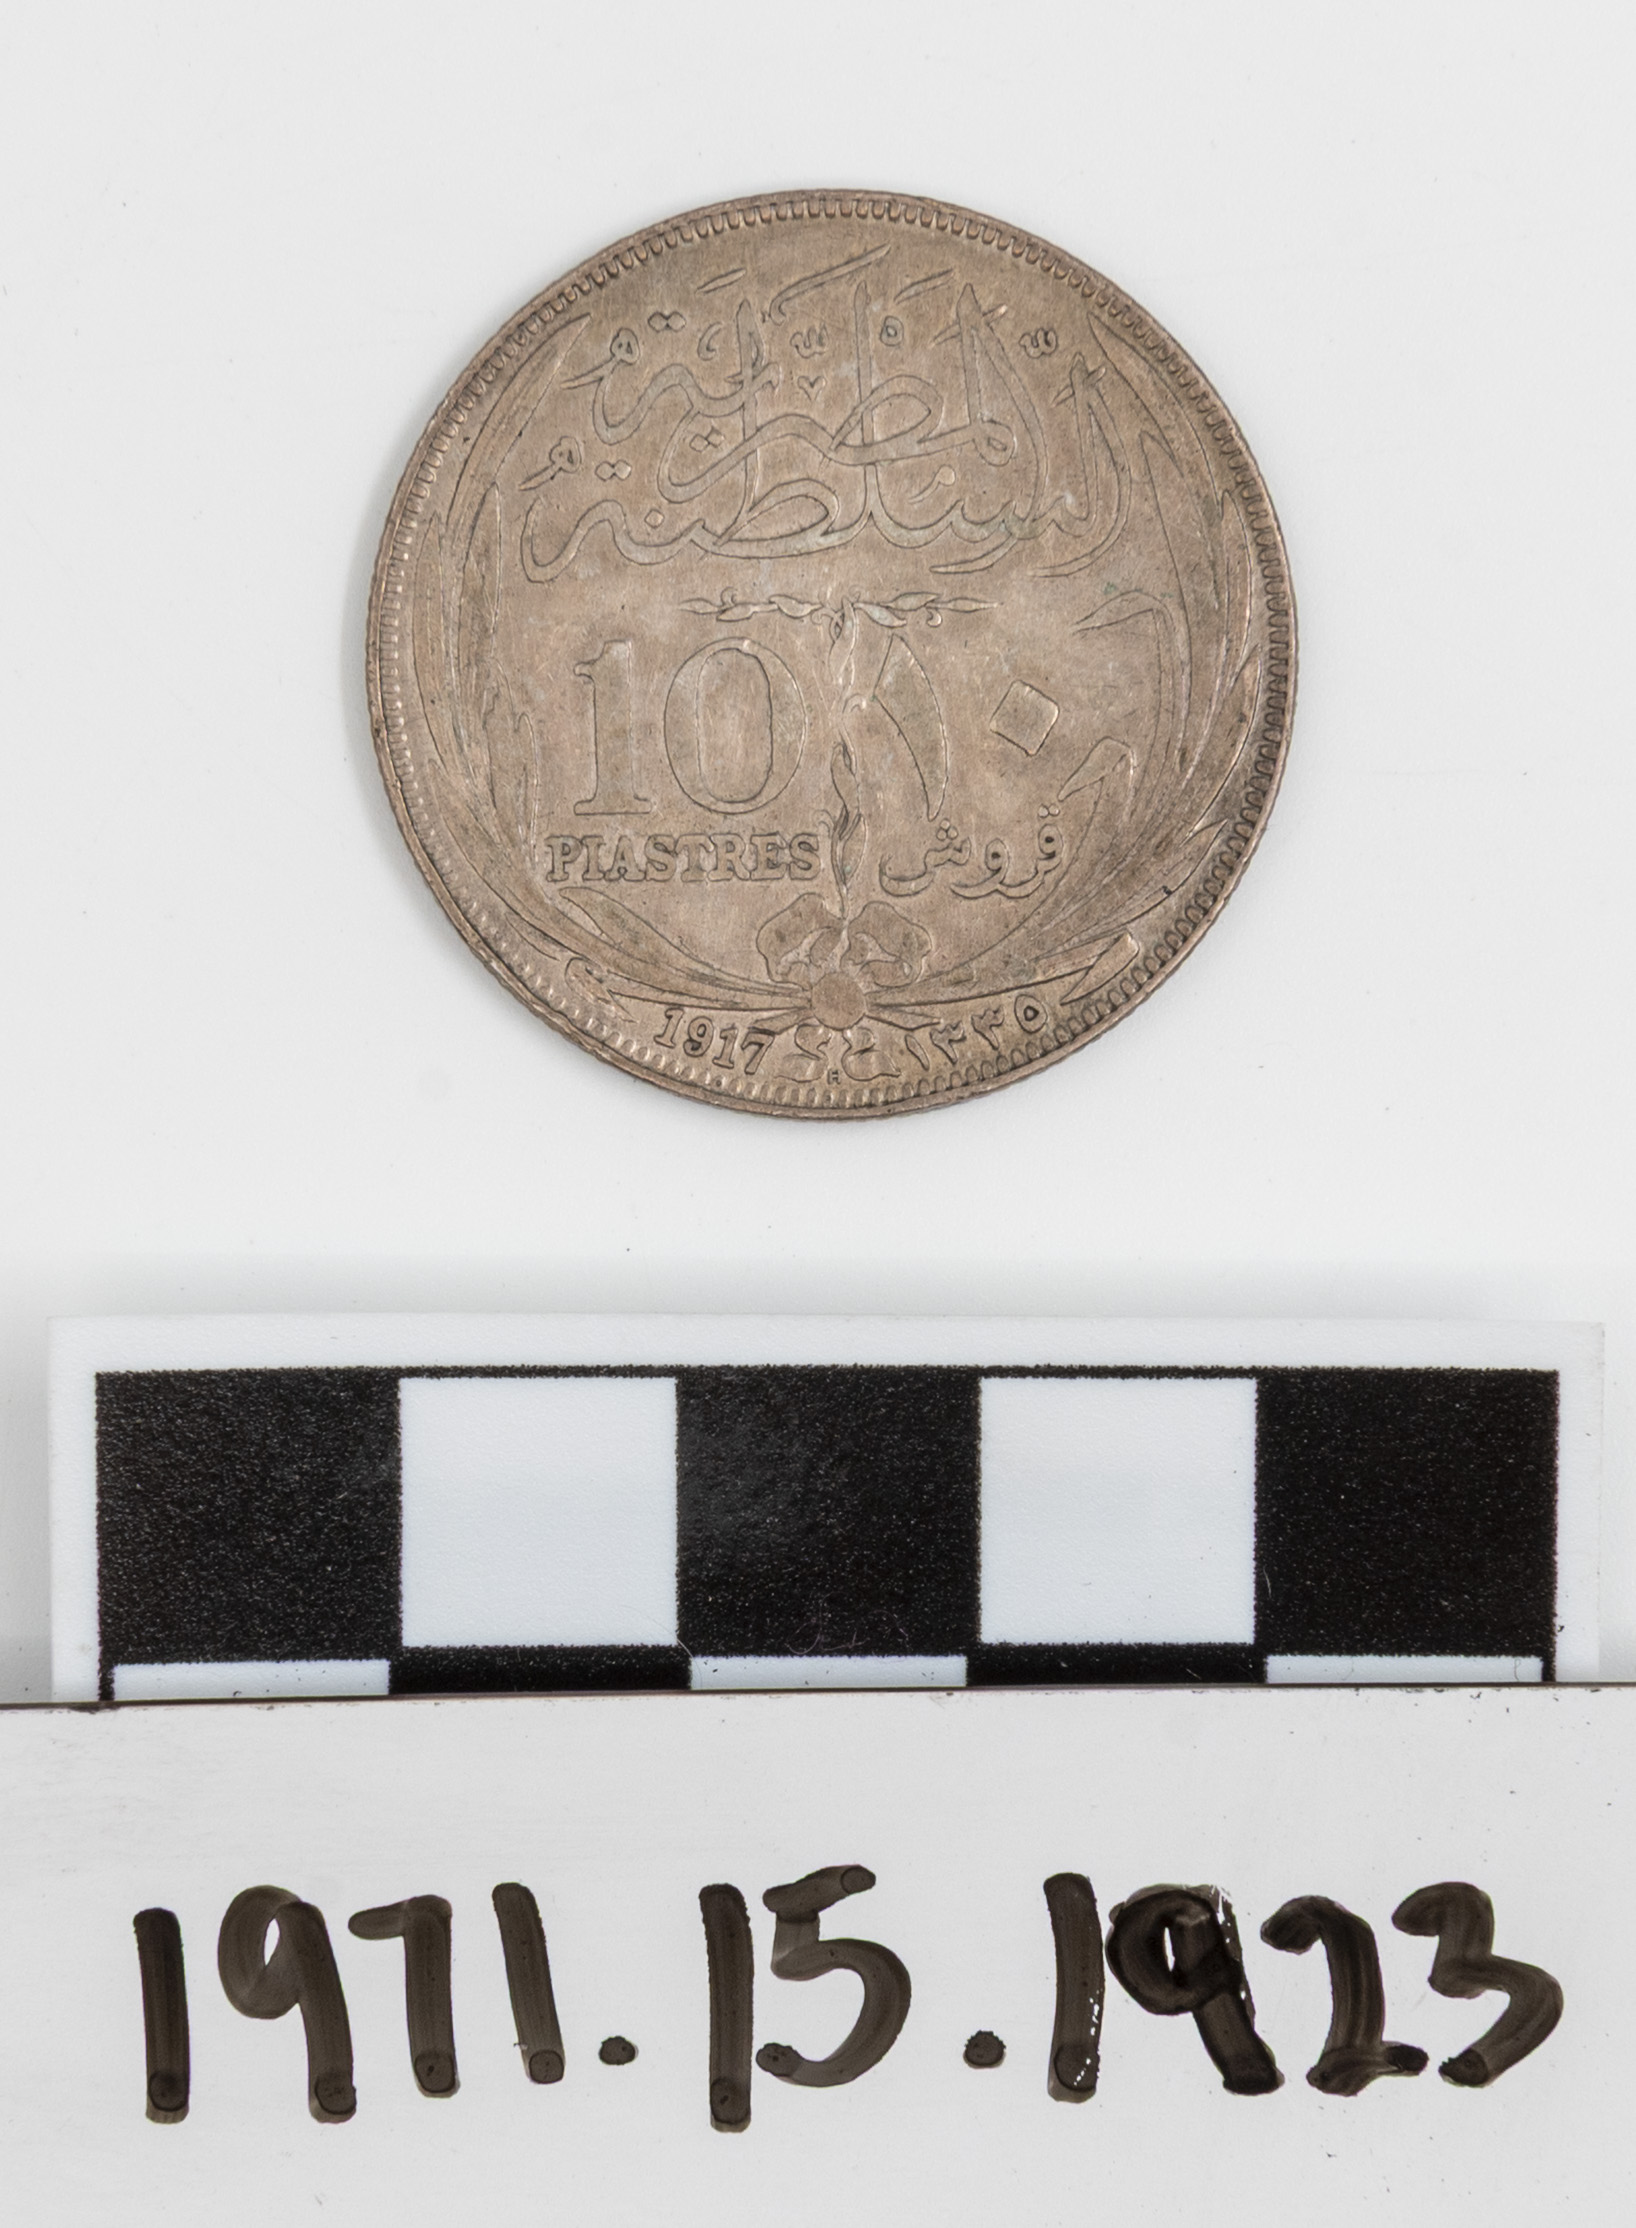 المصرية
السلطنة
10 ١٠
PIASTRES قروش
1917 H ١٣٣٥
1971.15.1923